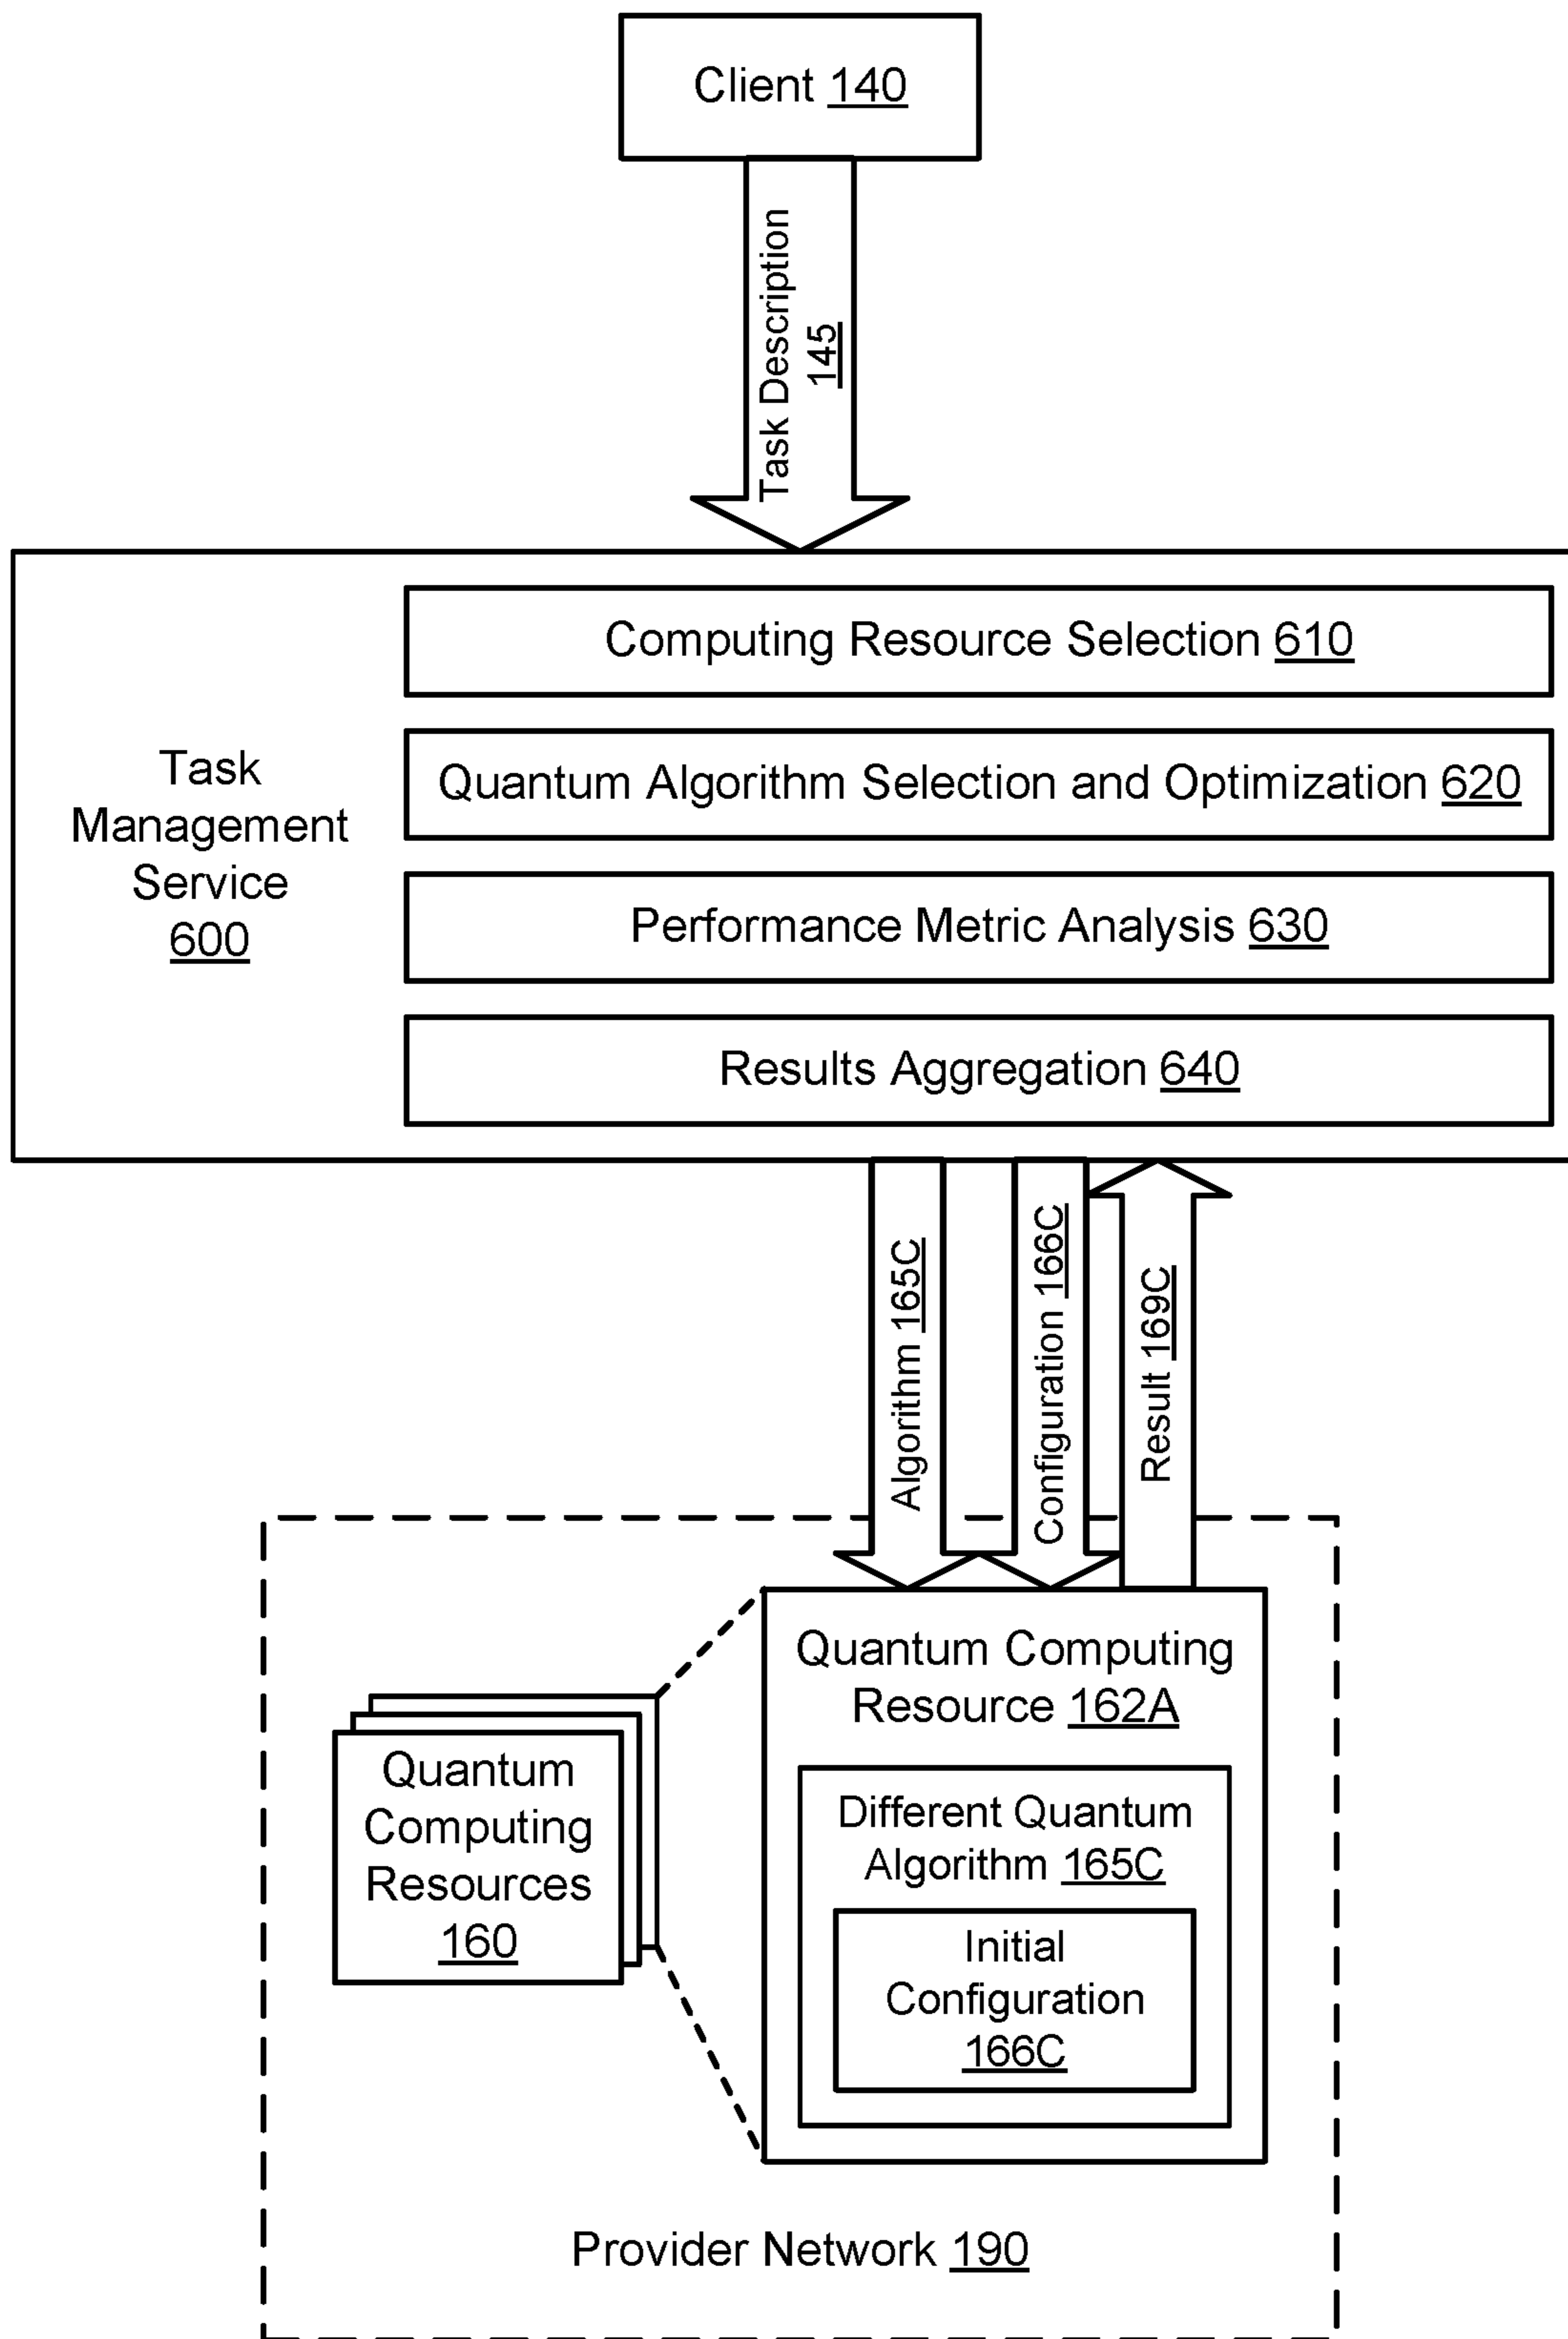 Client 140
Task Description
145
Computing Resource Selection 610
Quantum Algorithm Selection and Optimization 620
Performance Metric Analysis 630
Results Aggregation 640
Task
Management
Service
600
Algorithm 165C
Configuration 166C
Result 169C
Quantum Computing
Resource 162A
Different Quantum
Algorithm 165C
Initial
Configuration
166C
Quantum
Computing
Resources
160
Provider Network 190